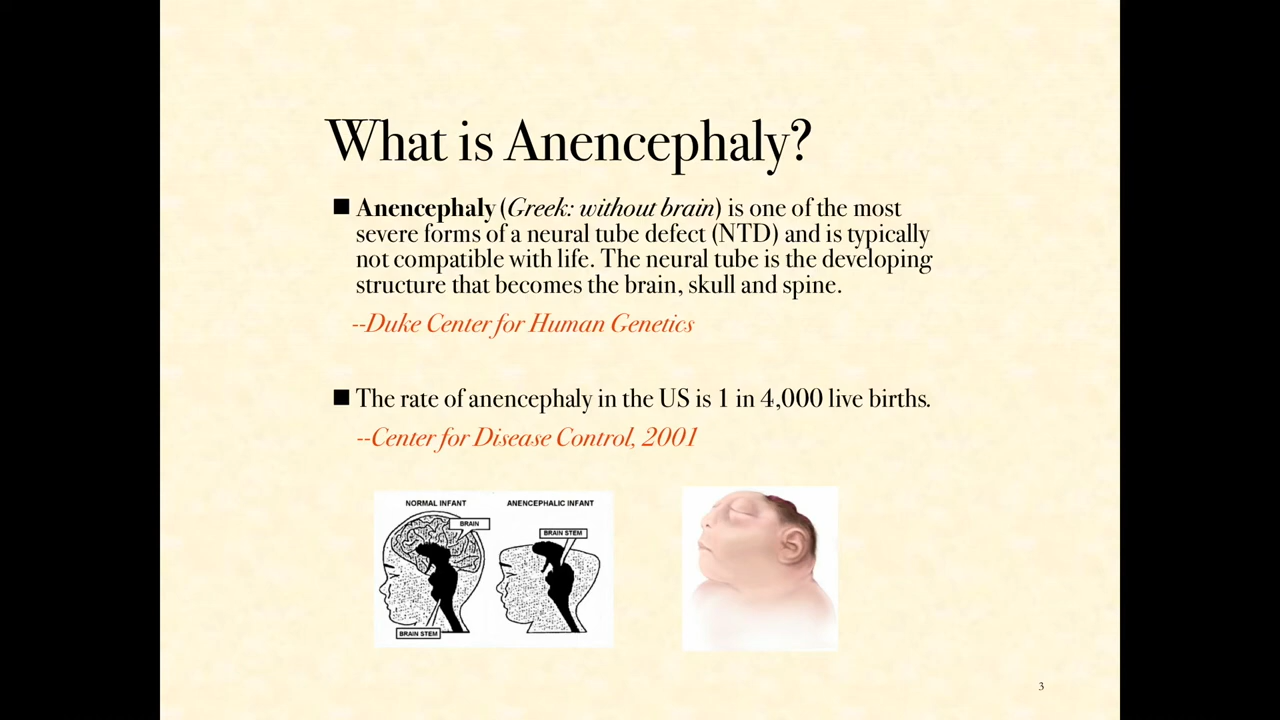 What is Anencephaly?
■ Anencephaly (Greek: without brain) is one of the most
severe forms of a neural tube defect (NTD) and is typically
not compatible with life. The neural tube is the developing
structure that becomes the brain, skull and spine.
--Duke Center for Human Genetics
■ The rate of anencephaly in the US is 1 in 4,000 live births.
--Center for Disease Control, 2001
NORMAL INFANT
BRAIN
BRAIN STEM
ANENCEPHALIC INFANT
BRAIN STEM
3